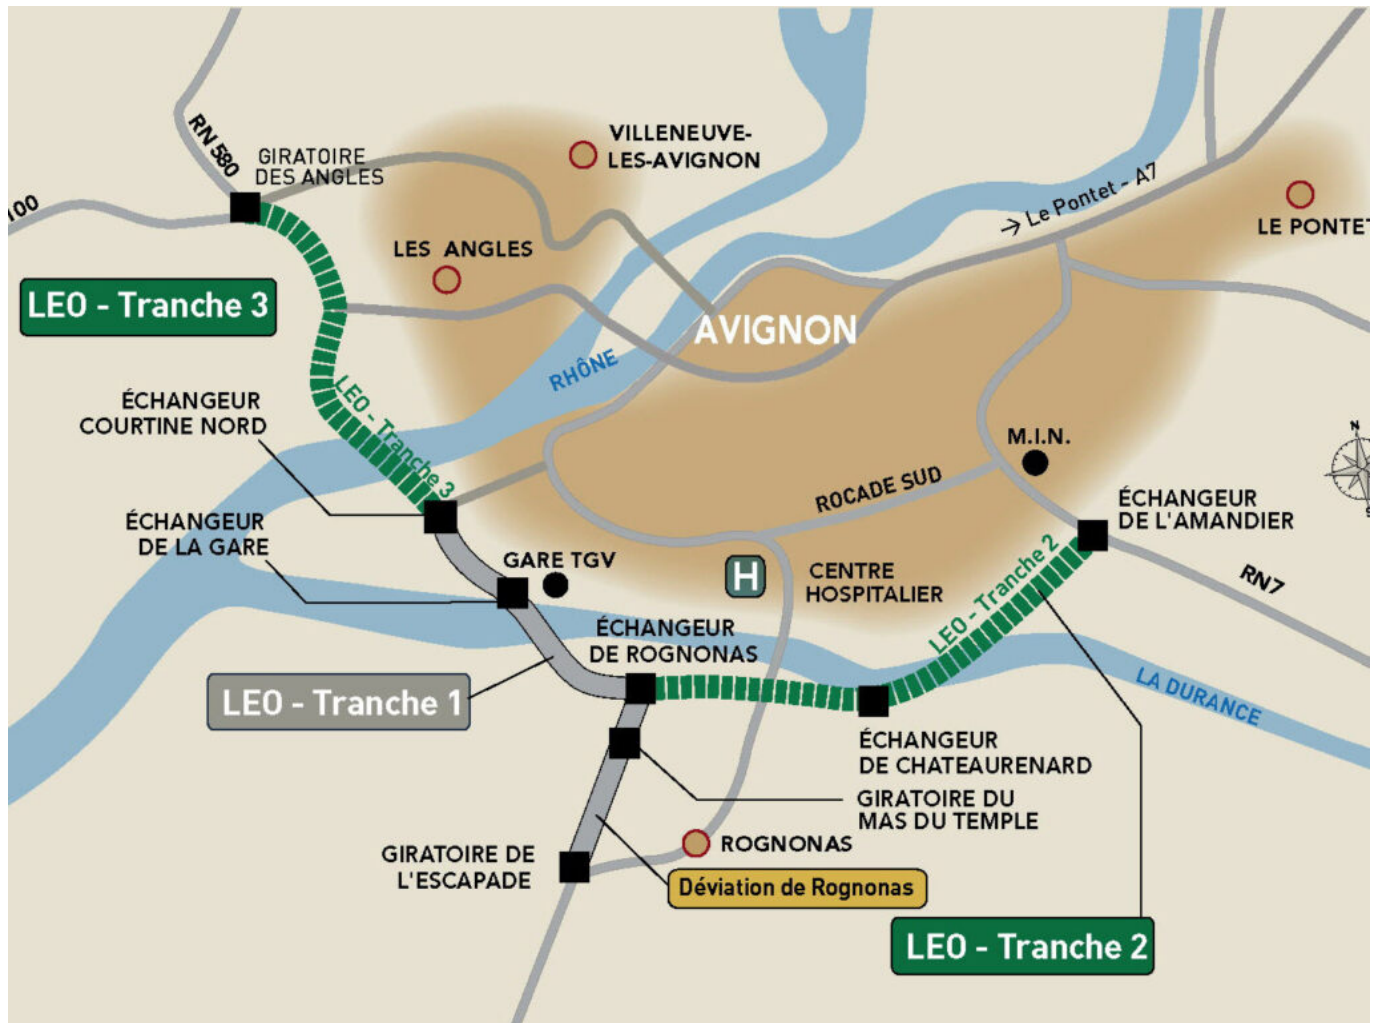 RN 580
GIRATOIRE
DES ANGLES
VILLENEUVE-
LES-AVIGNON
100
LES ANGLES
→ Le Pontet - A7
LE PONTET
LEO - Tranche 3
AVIGNON
RHÔNE
ÉCHANGEUR
COURTINE NORD
LEO - Tranche 3
M.I.N.
N
ROCADE SUD
ÉCHANGEUR
DE L'AMANDIER
S
ÉCHANGEUR
DE LA GARE
GARE TGV
H
CENTRE
HOSPITALIER
LEO - Tranche 2
RN7
ÉCHANGEUR
DE ROGNONAS
LEO - Tranche 1
LA DURANCE
ÉCHANGEUR
DE CHATEAURENARD
GIRATOIRE DU
MAS DU TEMPLE
GIRATOIRE DE
L'ESCAPADE
ROGNONAS
Déviation de Rognonas
LEO - Tranche 2